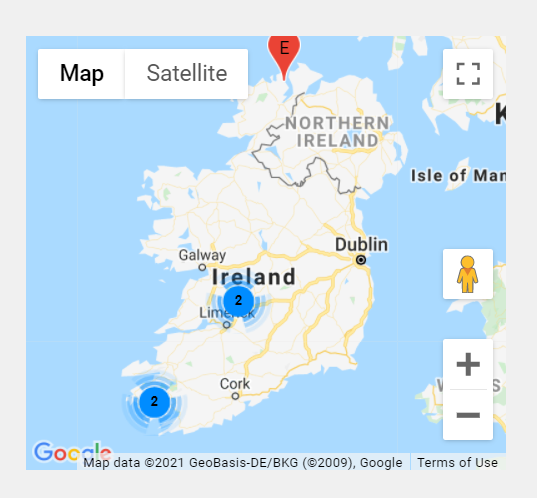 E
Map
Satellite
NORTHERN
IRELAND
Isle of Man
Dublin
Galway
Ireland
2
Limerick
Cork
2
Google
Map data ©2021 GeoBasis-DE/BKG (©2009), Google
Terms of Use